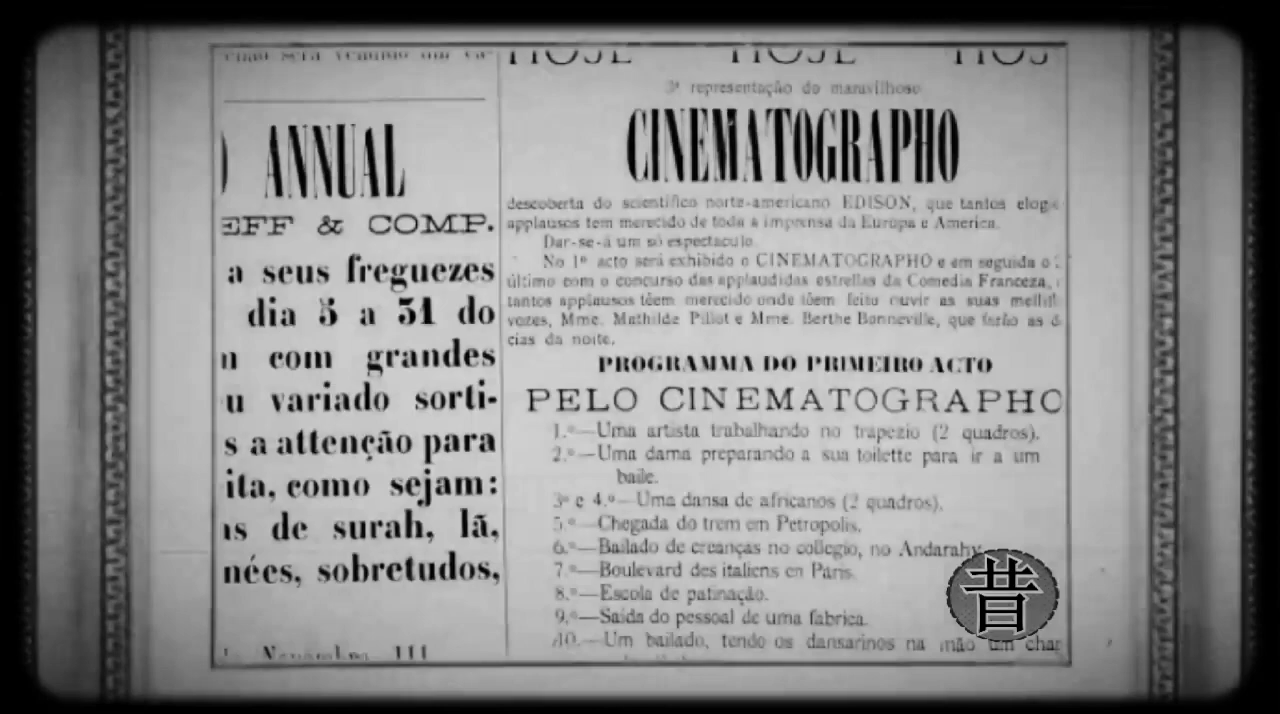 ANNUAL
EFF & COMP.
a seus freguezes
dia 5 a 31 do
com grandes
u variado sorti-
s a attenção para
ita, como sejam:
as de surah, lã,
nées, sobretudos,
HOJE HOJE HOJ
3ª representação do maravilhoso
CINEMATOGRAPHO
descoberta do scientifico norte-americano EDISON, que tantos elog
applausos tem merecido de toda a imprensa da Europa e America.
Dar-se-á um só espectaculo.
No 1º acto será exhibido o CINEMATOGRAPHO e em seguida o
último com o concurso das applaudidas estrellas da Comedia Franceza,
tantos applausos têem merecido onde têem feito ouvir as suas
vozes, Mme. Mathilde Pillot e Mme. Berthe Bonneville, que farão as
cias da noite.
PROGRAMMA DO PRIMEIRO ACTO
PELO CINEMATOGRAPHO
1.º—Uma artista trabalhando no trapezio (2 quadros).
2.º—Uma dama preparando a sua toilette para ir a um
baile.
3º e 4.º—Uma dansa de africanos (2 quadros).
5.º—Chegada do trem em Petropolis.
6.º—Bailado de creanças no collegio, no Andarahy.
7.º—Boulevard des italiens en Paris.
8.º—Escola de patinação.
9.º—Saida do pessoal de uma fabrica.
10.—Um bailado, tendo os dansarinos na mão um char
昔